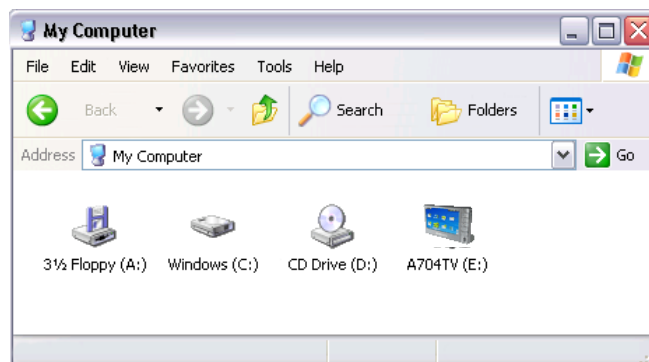 My Computer
File Edit View Favorites Tools Help
Back Search Folders
Address My Computer Go
3½ Floppy (A:) Windows (C:) CD Drive (D:) A704TV (E:)